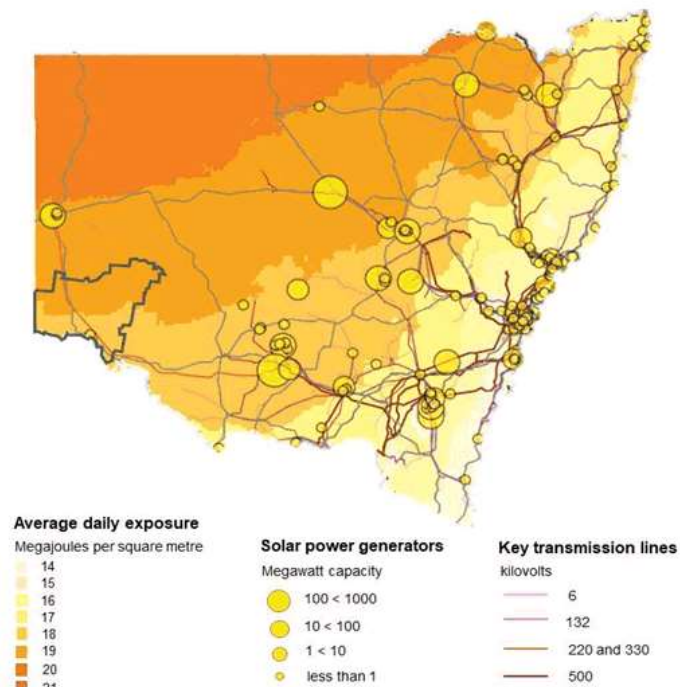 Average daily exposure
Megajoules per square metre
14
15
16
17
18
19
20
21
Solar power generators
Megawatt capacity
100 < 1000
10 < 100
1 < 10
less than 1
Key transmission lines
kilovolts
6
132
220 and 330
500